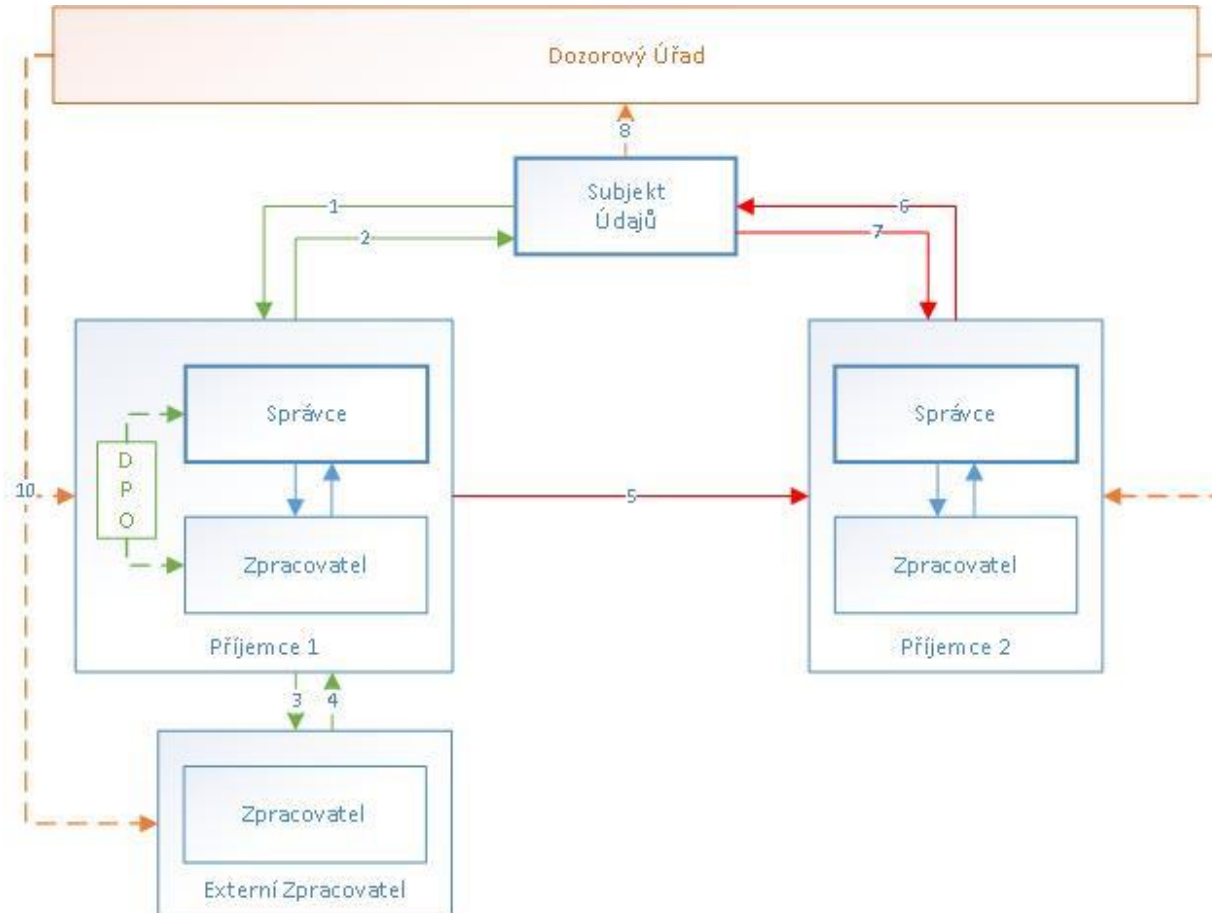 Dozorový Úřad
8
Subjekt
Údajů
1
2
6
7
Správce
D
P
O
Zpracovatel
Příjemce 1
10
5
Správce
Zpracovatel
Příjemce 2
3
4
Zpracovatel
Externí Zpracovatel